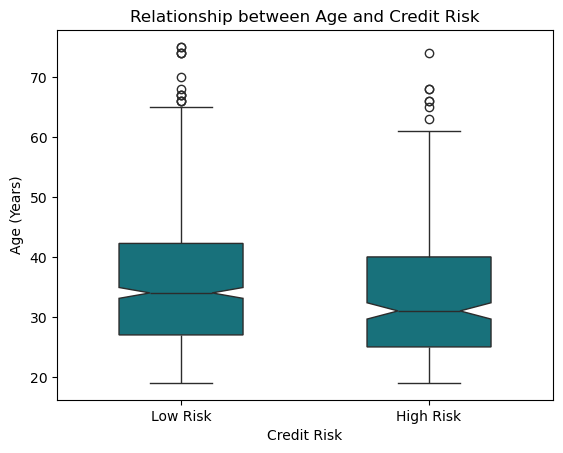 Relationship between Age and Credit Risk
Age (Years)
70
60
50
40
30
20
Low Risk
High Risk
Credit Risk